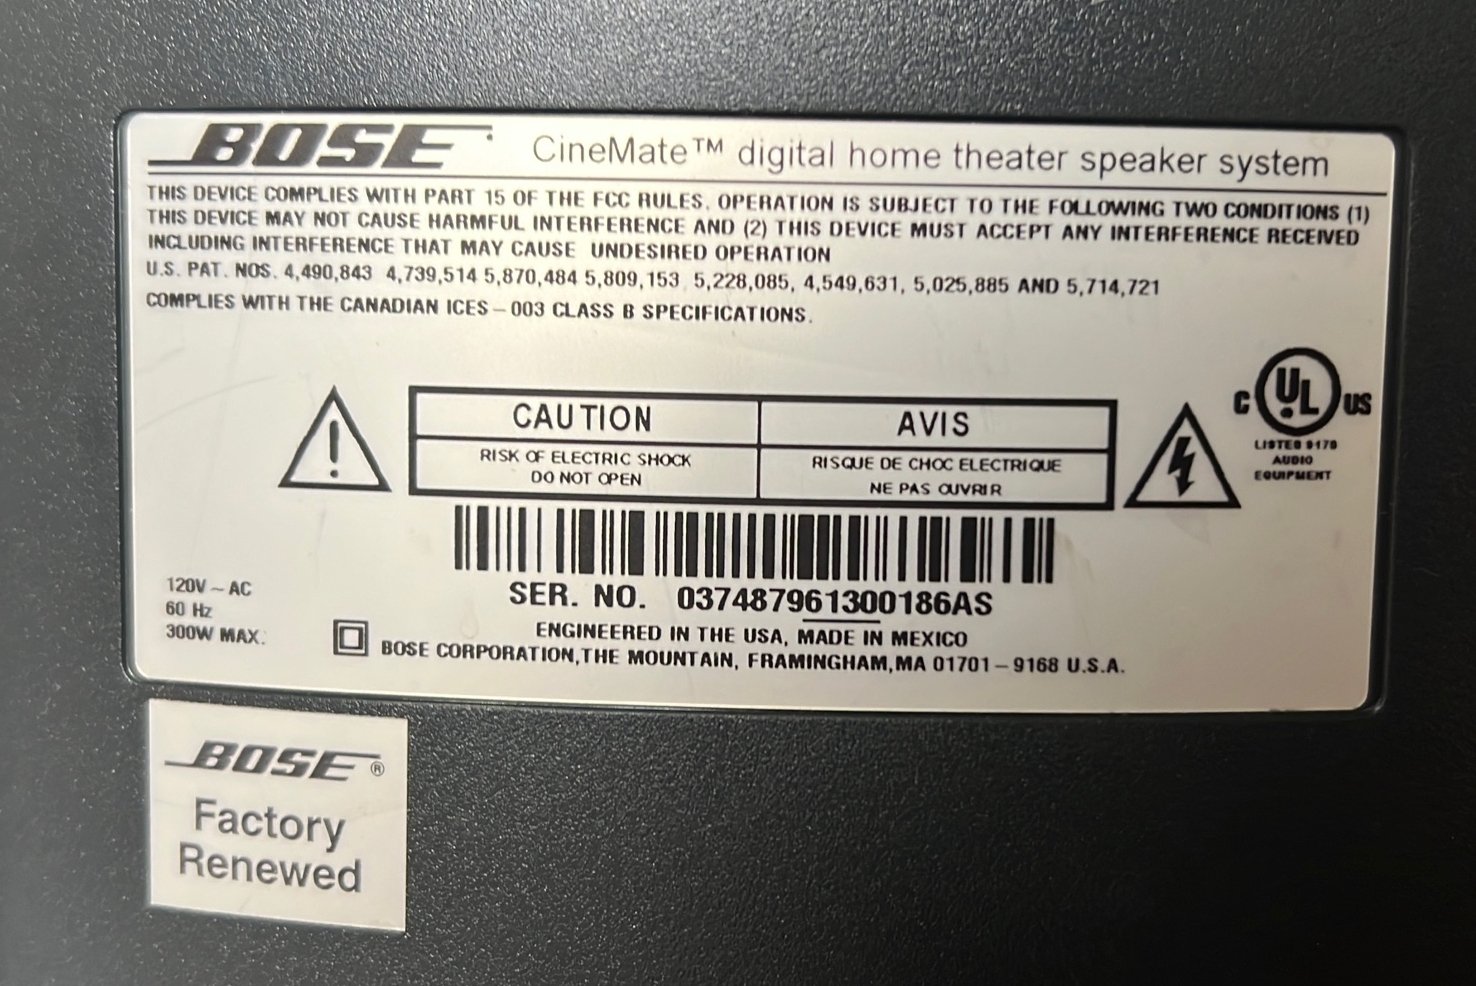 BOSE CineMate™ digital home theater speaker system
THIS DEVICE COMPLIES WITH PART 15 OF THE FCC RULES. OPERATION IS SUBJECT TO THE FOLLOWING TWO CONDITIONS (1)
THIS DEVICE MAY NOT CAUSE HARMFUL INTERFERENCE AND (2) THIS DEVICE MUST ACCEPT ANY INTERFERENCE RECEIVED
INCLUDING INTERFERENCE THAT MAY CAUSE UNDESIRED OPERATION
U.S. PAT. NOS. 4,490,843 4,739,514 5,870,484 5,809,153 5,228,085, 4,549,631, 5,025,885 AND 5,714,721
COMPLIES WITH THE CANADIAN ICES – 003 CLASS B SPECIFICATIONS.
CAUTION
RISK OF ELECTRIC SHOCK
DO NOT OPEN
AVIS
RISQUE DE CHOC ELECTRIQUE
NE PAS OUVRIR
C UL US
LISTED 9178
AUDIO
EQUIPMENT
SER. NO. 037487961300186AS
120V ~ AC
60 Hz
300W MAX.
ENGINEERED IN THE USA, MADE IN MEXICO
BOSE CORPORATION, THE MOUNTAIN, FRAMINGHAM, MA 01701 – 9168 U.S.A.
BOSE®
Factory
Renewed